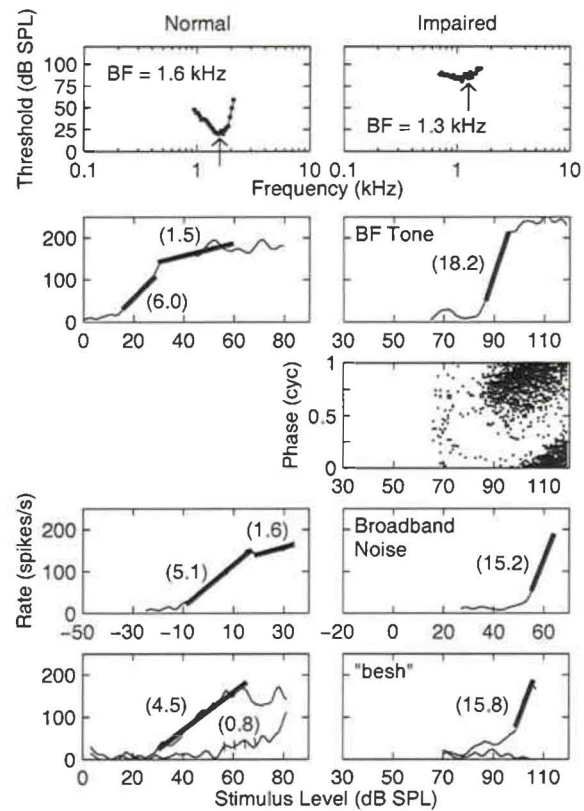 Normal Impaired
Threshold (dB SPL)
100
75
50
25
0
BF = 1.6 kHz
BF = 1.3 kHz
0.1 1 10 0.1 1 10
Frequency (kHz)
200
100
0
(1.5)
(6.0)
BF Tone
(18.2)
0 20 40 60 80 30 50 70 90 110
Phase (cyc)
1
0.5
0
30 50 70 90 110
Rate (spikes/s)
200
100
0
(5.1)
(1.6)
Broadband
Noise
(15.2)
-50 -30 -10 10 30 -20 0 20 40 60
200
100
0
(4.5)
(0.8)
"besh"
(15.8)
0 20 40 60 80 30 50 70 90 110
Stimulus Level (dB SPL)